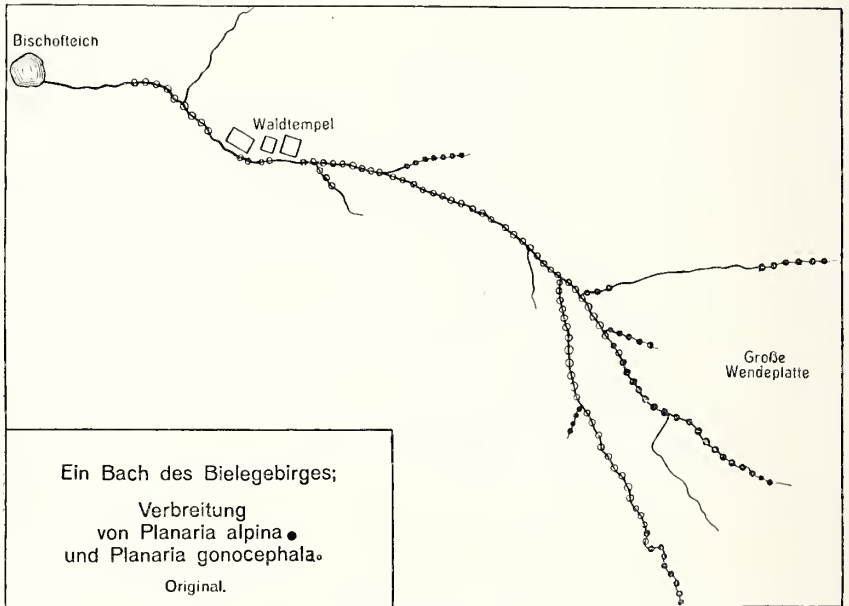 Bischofteich
Waldtempel
Große
Wendeplatte
Ein Bach des Bielegebirges;
Verbreitung
von Planaria alpina ●
und Planaria gonocephala ○
Original.